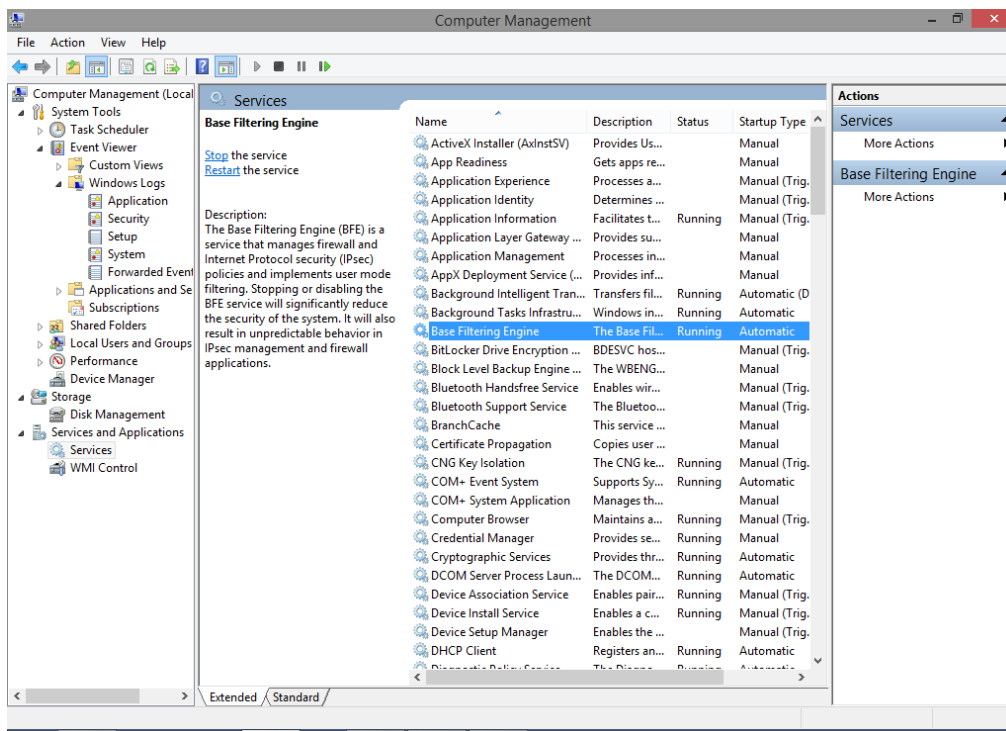 Computer Management
File Action View Help
Computer Management (Local
System Tools
Task Scheduler
Event Viewer
Custom Views
Windows Logs
Application
Security
Setup
System
Forwarded Event
Applications and Se
Subscriptions
Shared Folders
Local Users and Groups
Performance
Device Manager
Storage
Disk Management
Services and Applications
Services
WMI Control
Services
Base Filtering Engine
Stop the service
Restart the service
Description:
The Base Filtering Engine (BFE) is a
service that manages firewall and
Internet Protocol security (IPsec)
policies and implements user mode
filtering. Stopping or disabling the
BFE service will significantly reduce
the security of the system. It will also
result in unpredictable behavior in
IPsec management and firewall
applications.
Name Description Status Startup Type
ActiveX Installer (AxInstSV) Provides Us... Manual
App Readiness Gets apps re... Manual
Application Experience Processes a... Manual (Trig.
Application Identity Determines ... Manual (Trig.
Application Information Facilitates t... Running Manual (Trig.
Application Layer Gateway ... Provides su... Manual
Application Management Processes in... Manual
AppX Deployment Service (... Provides inf... Manual
Background Intelligent Tran... Transfers fil... Running Automatic (D
Background Tasks Infrastru... Windows in... Running Automatic
Base Filtering Engine The Base Fil... Running Automatic
BitLocker Drive Encryption ... BDESVC hos... Manual (Trig.
Block Level Backup Engine ... The WBENG... Manual
Bluetooth Handsfree Service Enables wir... Manual (Trig.
Bluetooth Support Service The Bluetoo... Manual (Trig.
BranchCache This service ... Manual
Certificate Propagation Copies user ... Manual
CNG Key Isolation The CNG ke... Running Manual (Trig.
COM+ Event System Supports Sy... Running Automatic
COM+ System Application Manages th... Manual
Computer Browser Maintains a... Running Manual (Trig.
Credential Manager Provides se... Running Manual
Cryptographic Services Provides thr... Running Automatic
DCOM Server Process Laun... The DCOM... Running Automatic
Device Association Service Enables pair... Running Manual (Trig.
Device Install Service Enables a c... Running Manual (Trig.
Device Setup Manager Enables the ... Manual (Trig.
DHCP Client Registers an... Running Automatic
Diagnostic Policy Service The Diagno... Running Automatic
Extended Standard
Actions
Services
More Actions
Base Filtering Engine
More Actions